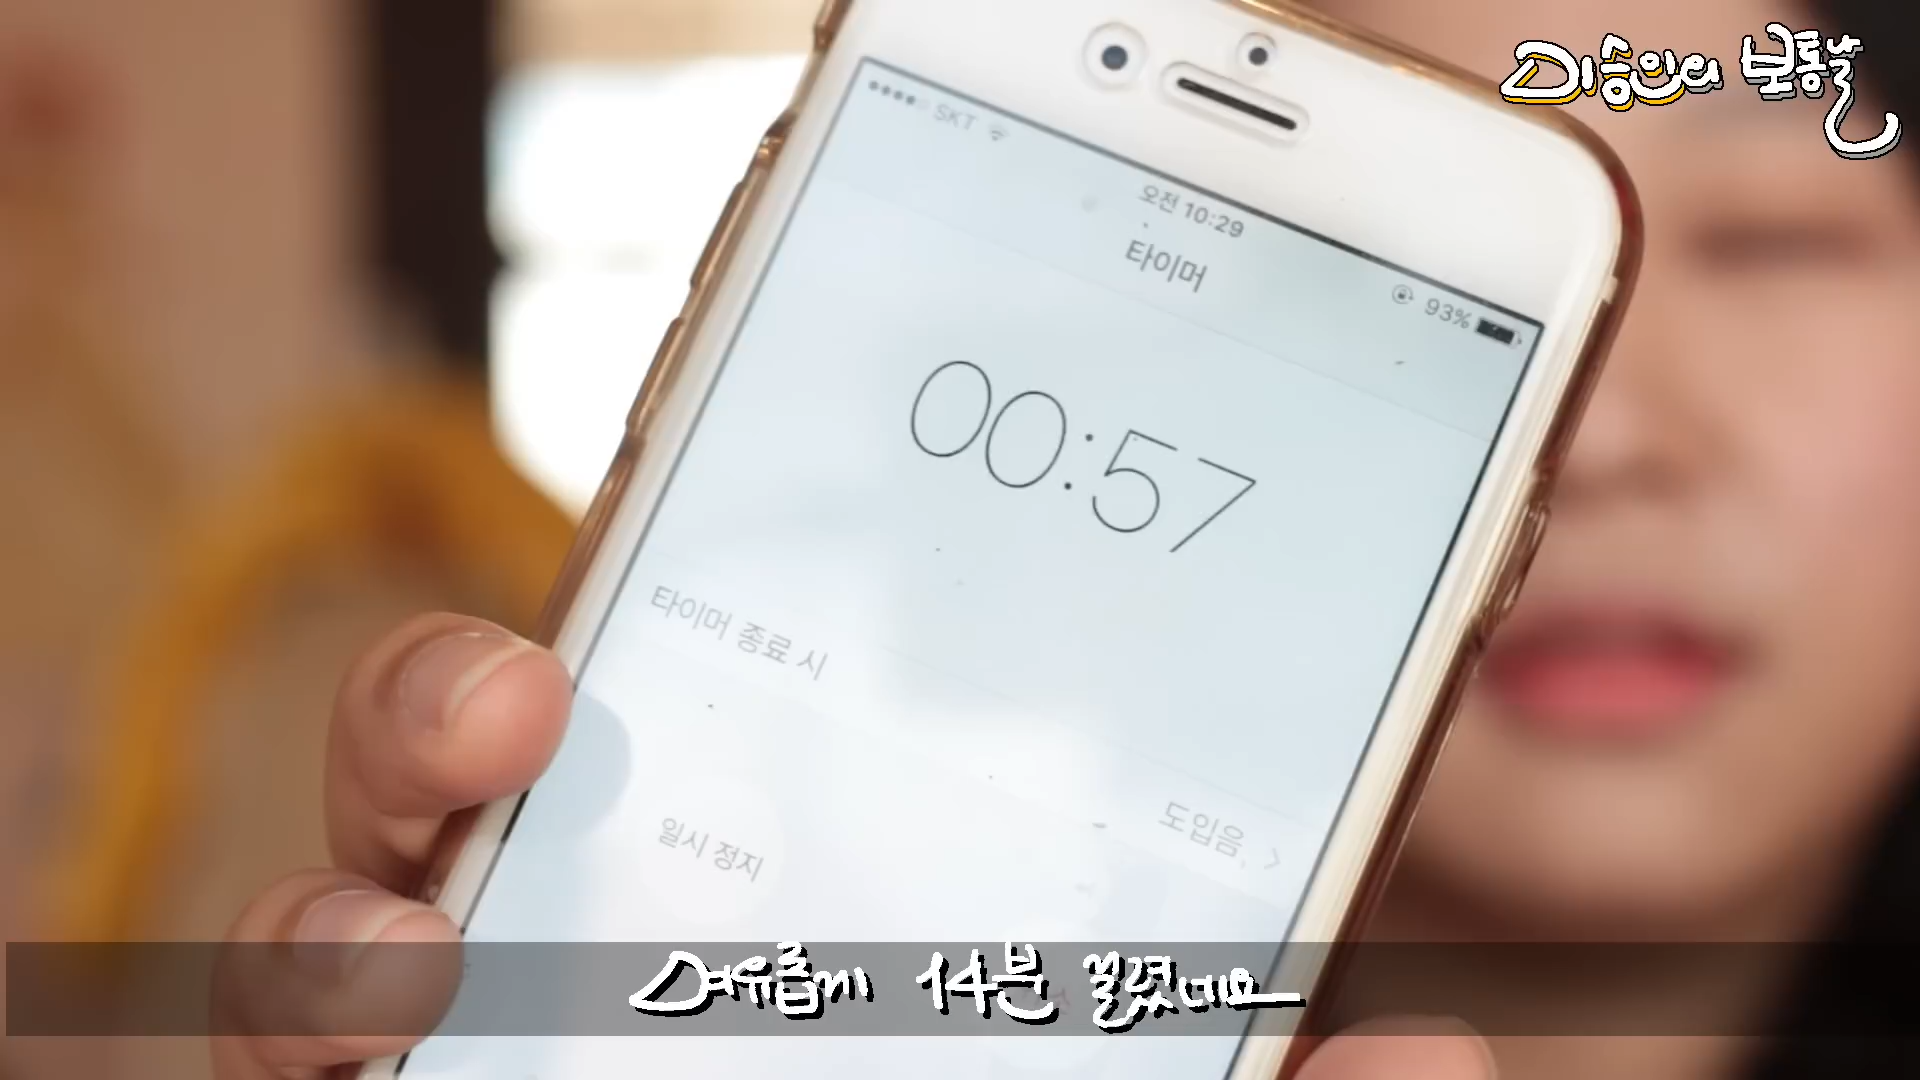 미승인의 보통날
SKT
오전 10:29
93%
타이머
00:57
타이머 종료 시
도입음,
일시 정지
여유롭게 14분 걸렸네요